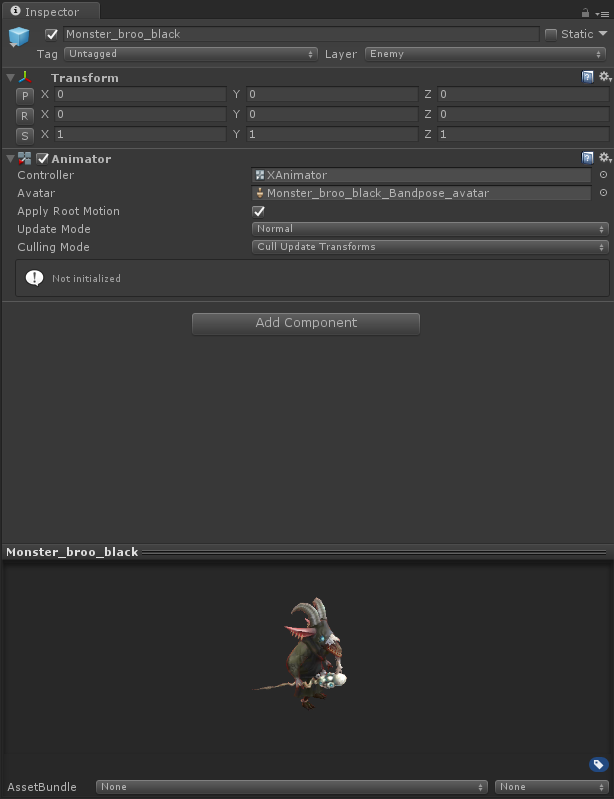 Inspector
Monster_broo_black Static
Tag Untagged Layer Enemy
Transform
P X 0 Y 0 Z 0
R X 0 Y 0 Z 0
S X 1 Y 1 Z 1
Animator
Controller XAnimator
Avatar Monster_broo_black_Bandpose_avatar
Apply Root Motion
Update Mode Normal
Culling Mode Cull Update Transforms
Not initialized
Add Component
Monster_broo_black
AssetBundle None None